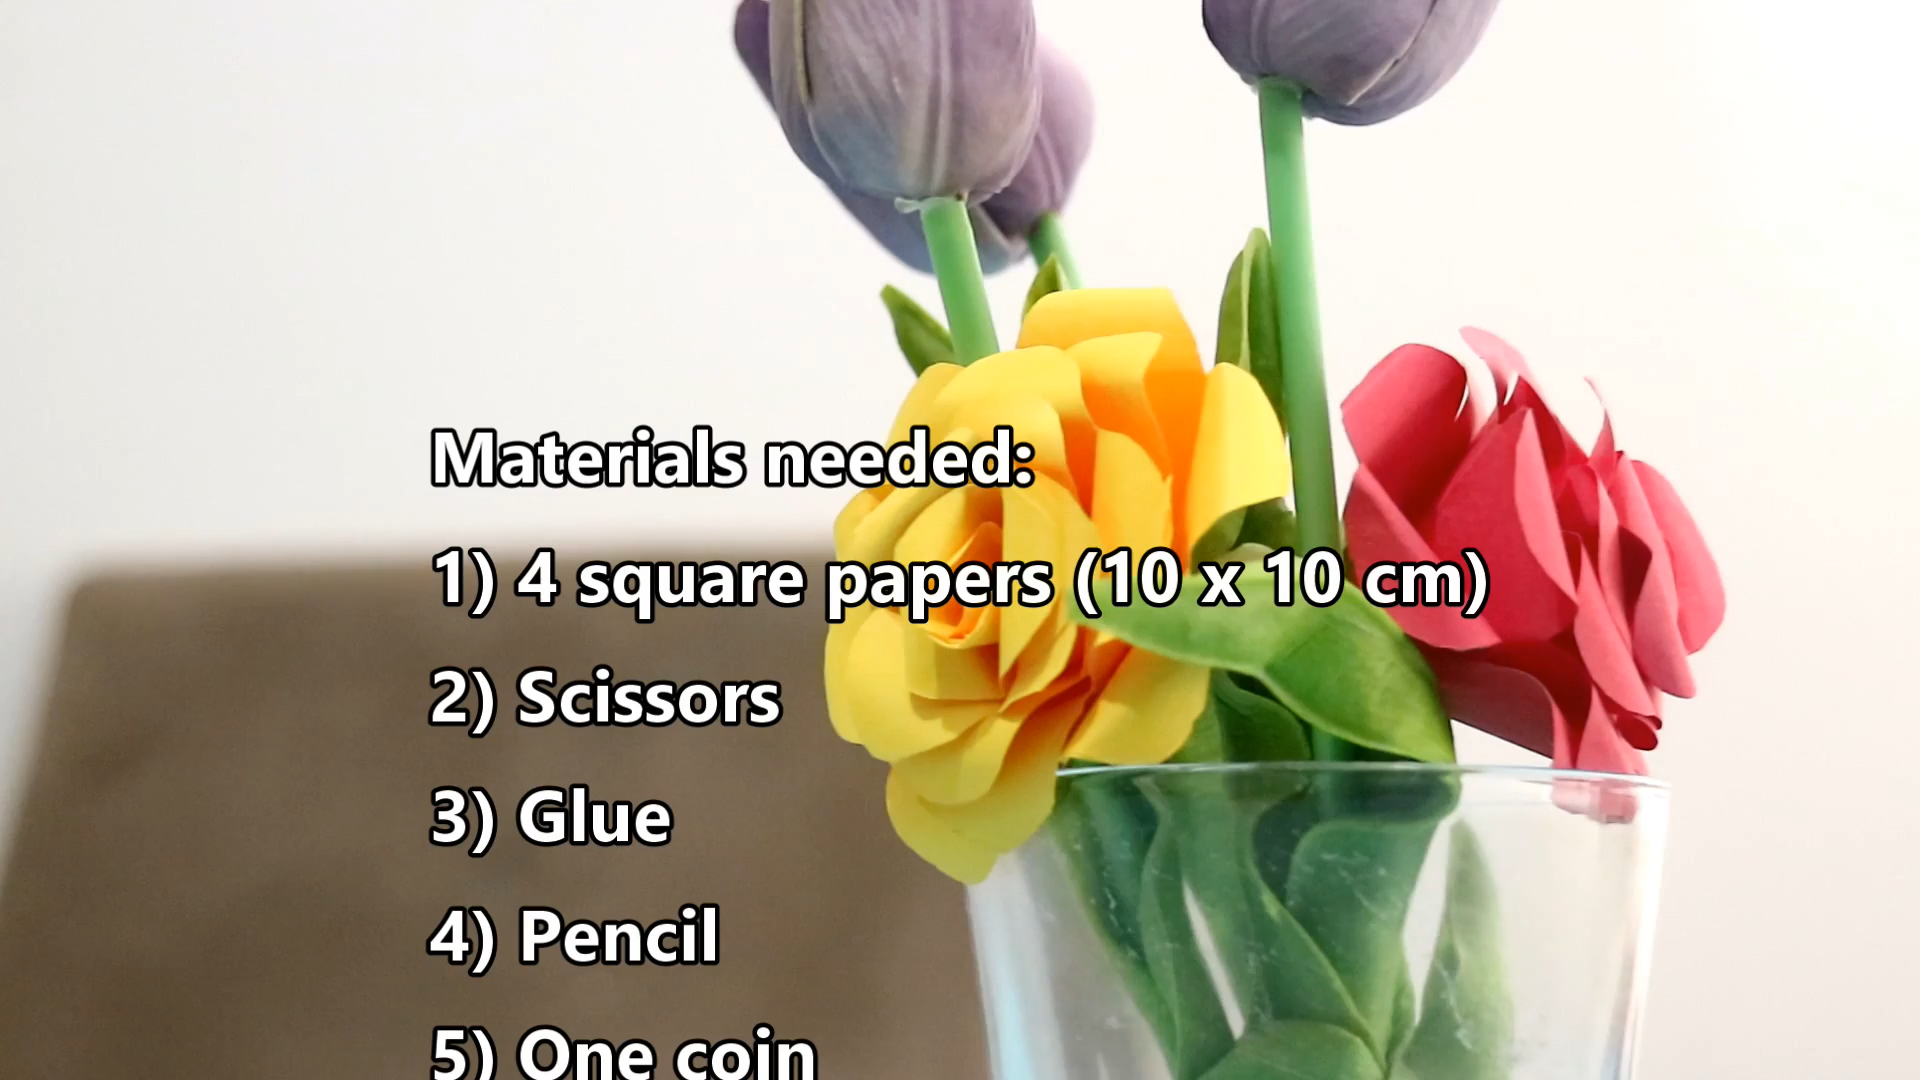 Materials needed:
1) 4 square papers (10 x 10 cm)
2) Scissors
3) Glue
4) Pencil
5) One coin